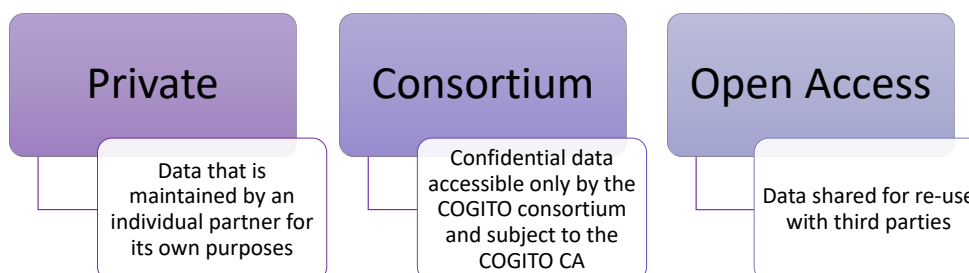 Private
Consortium
Open Access
Data that is
maintained by an
individual partner for
its own purposes
Confidential data
accessible only by the
COGITO consortium
and subject to the
COGITO CA
Data shared for re-use
with third parties